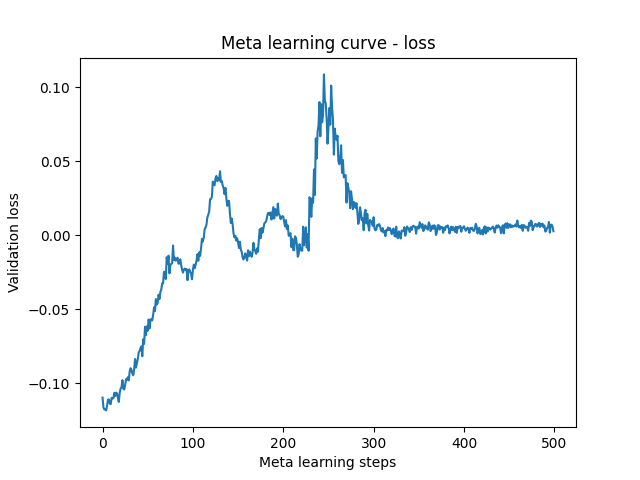 Meta learning curve - loss
Validation loss
0.10
0.05
0.00
−0.05
−0.10
0 100 200 300 400 500
Meta learning steps